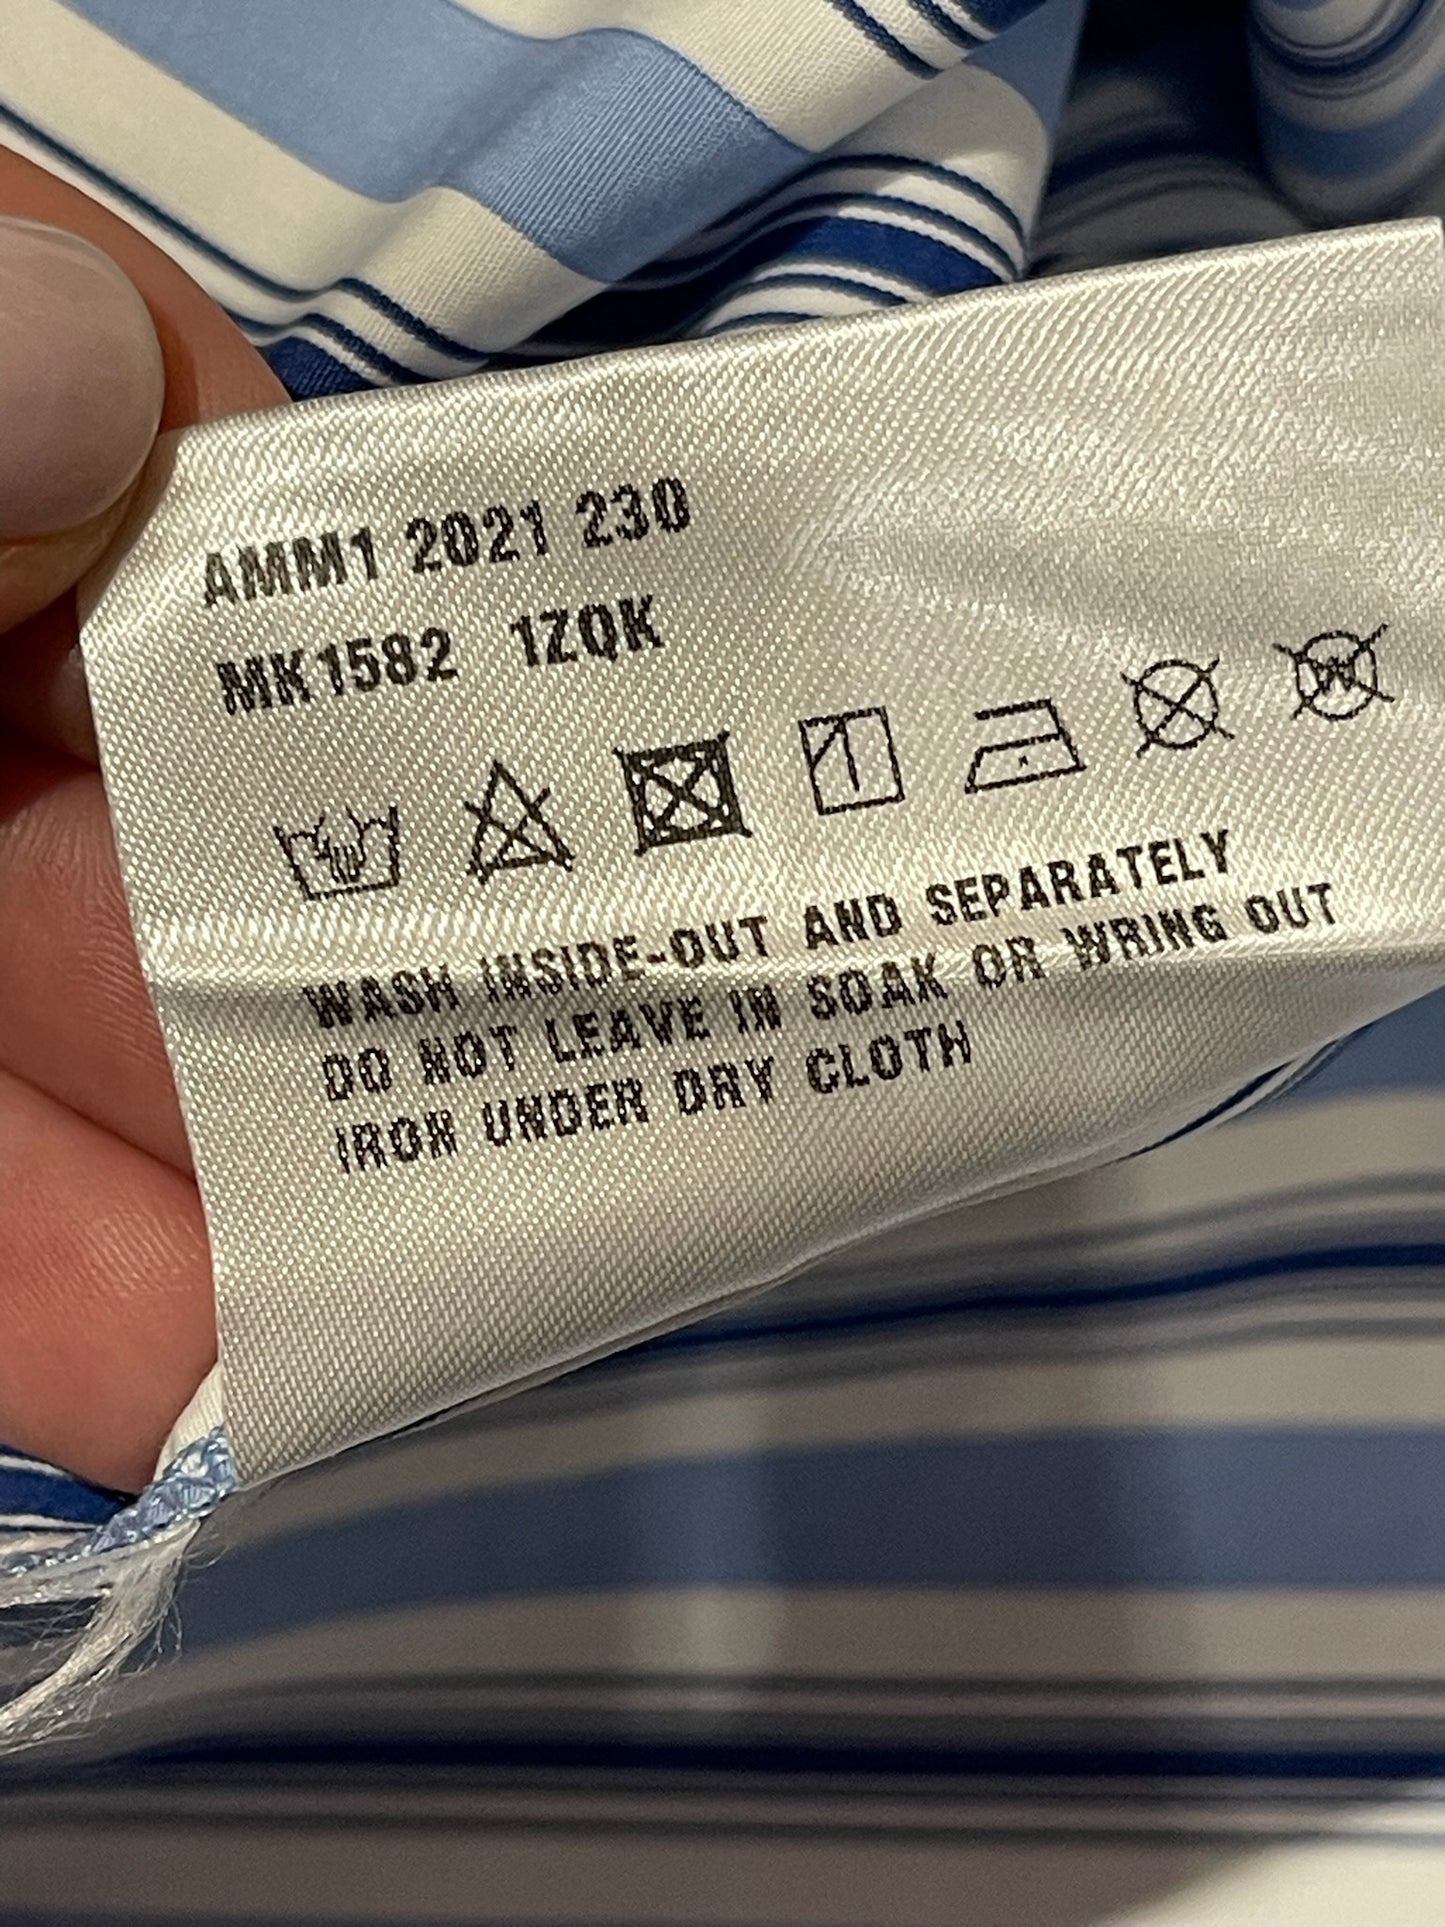 AMM1 2021 230
MK1582 1ZQK
WASH INSIDE-OUT AND SEPARATELY
DO NOT LEAVE IN SOAK OR WRING OUT
IRON UNDER DRY CLOTH